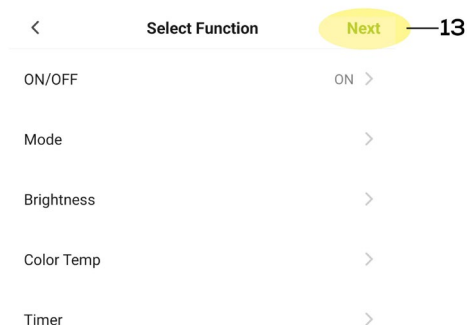 Select Function Next 13
ON/OFF ON
Mode
Brightness
Color Temp
Timer